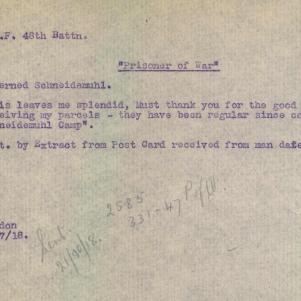 .F. 48th Battn.
"Prisoner of War"
erned Schneidemuhl.
is leaves me splendid, Must thank you for the good
eiving my parcels - they have been regular since ca
neidemuhl Camp".
t. by Extract from Post Card received from man date
2585
331-47
Sent
don
7/18.